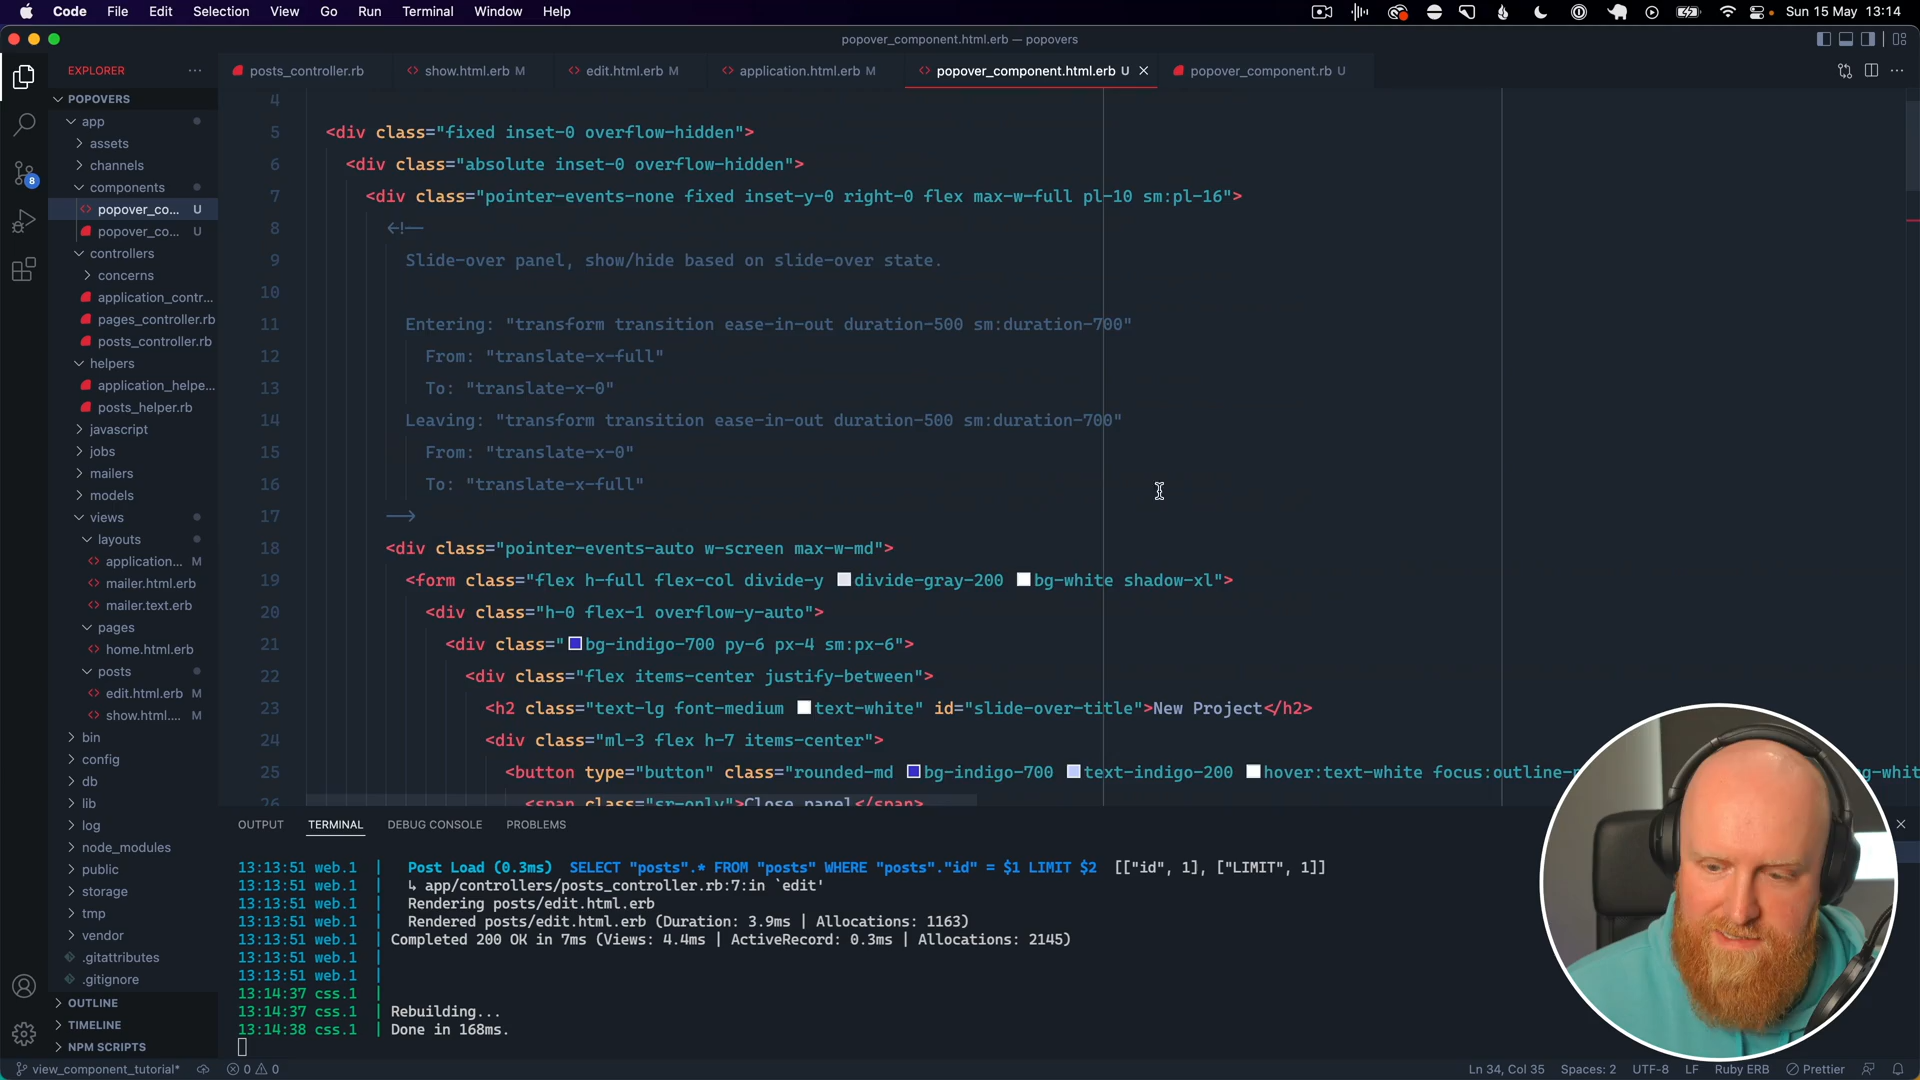 Code File Edit Selection View Go Run Terminal Window Help Sun 15 May 13:14
popover_component.html.erb — popovers
EXPLORER
posts_controller.rb show.html.erb M edit.html.erb M application.html.erb M popover_component.html.erb U popover_component.rb U
POPOVERS
app
assets
channels
components
popover_co... U
popover_co... U
controllers
concerns
application_contr...
pages_controller.rb
posts_controller.rb
helpers
application_helpe...
posts_helper.rb
javascript
jobs
mailers
models
views
layouts
application... M
mailer.html.erb
mailer.text.erb
pages
home.html.erb
posts
edit.html.erb M
show.html.... M
bin
config
db
lib
log
node_modules
public
storage
tmp
vendor
.gitattributes
.gitignore
OUTLINE
TIMELINE
NPM SCRIPTS
8
4
5 <div class="fixed inset-0 overflow-hidden">
6 <div class="absolute inset-0 overflow-hidden">
7 <div class="pointer-events-none fixed inset-y-0 right-0 flex max-w-full pl-10 sm:pl-16">
8 <!--
9 Slide-over panel, show/hide based on slide-over state.
10
11 Entering: "transform transition ease-in-out duration-500 sm:duration-700"
12 From: "translate-x-full"
13 To: "translate-x-0"
14 Leaving: "transform transition ease-in-out duration-500 sm:duration-700"
15 From: "translate-x-0"
16 To: "translate-x-full"
17 -->
18 <div class="pointer-events-auto w-screen max-w-md">
19 <form class="flex h-full flex-col divide-y divide-gray-200 bg-white shadow-xl">
20 <div class="h-0 flex-1 overflow-y-auto">
21 <div class="bg-indigo-700 py-6 px-4 sm:px-6">
22 <div class="flex items-center justify-between">
23 <h2 class="text-lg font-medium text-white" id="slide-over-title">New Project</h2>
24 <div class="ml-3 flex h-7 items-center">
25 <button type="button" class="rounded-md bg-indigo-700 text-indigo-200 hover:text-white focus:outline-
26 <span class="sr-only">Close panel</span>
OUTPUT TERMINAL DEBUG CONSOLE PROBLEMS
13:13:51 web.1 | Post Load (0.3ms) SELECT "posts".* FROM "posts" WHERE "posts"."id" = $1 LIMIT $2 [["id", 1], ["LIMIT", 1]]
13:13:51 web.1 | ↳ app/controllers/posts_controller.rb:7:in `edit'
13:13:51 web.1 | Rendering posts/edit.html.erb
13:13:51 web.1 | Rendered posts/edit.html.erb (Duration: 3.9ms | Allocations: 1163)
13:13:51 web.1 | Completed 200 OK in 7ms (Views: 4.4ms | ActiveRecord: 0.3ms | Allocations: 2145)
13:13:51 web.1 |
13:13:51 web.1 |
13:14:37 css.1 |
13:14:37 css.1 | Rebuilding...
13:14:38 css.1 | Done in 168ms.
view_component_tutorial* 0 0 Ln 34, Col 35 Spaces: 2 UTF-8 LF Ruby ERB Prettier